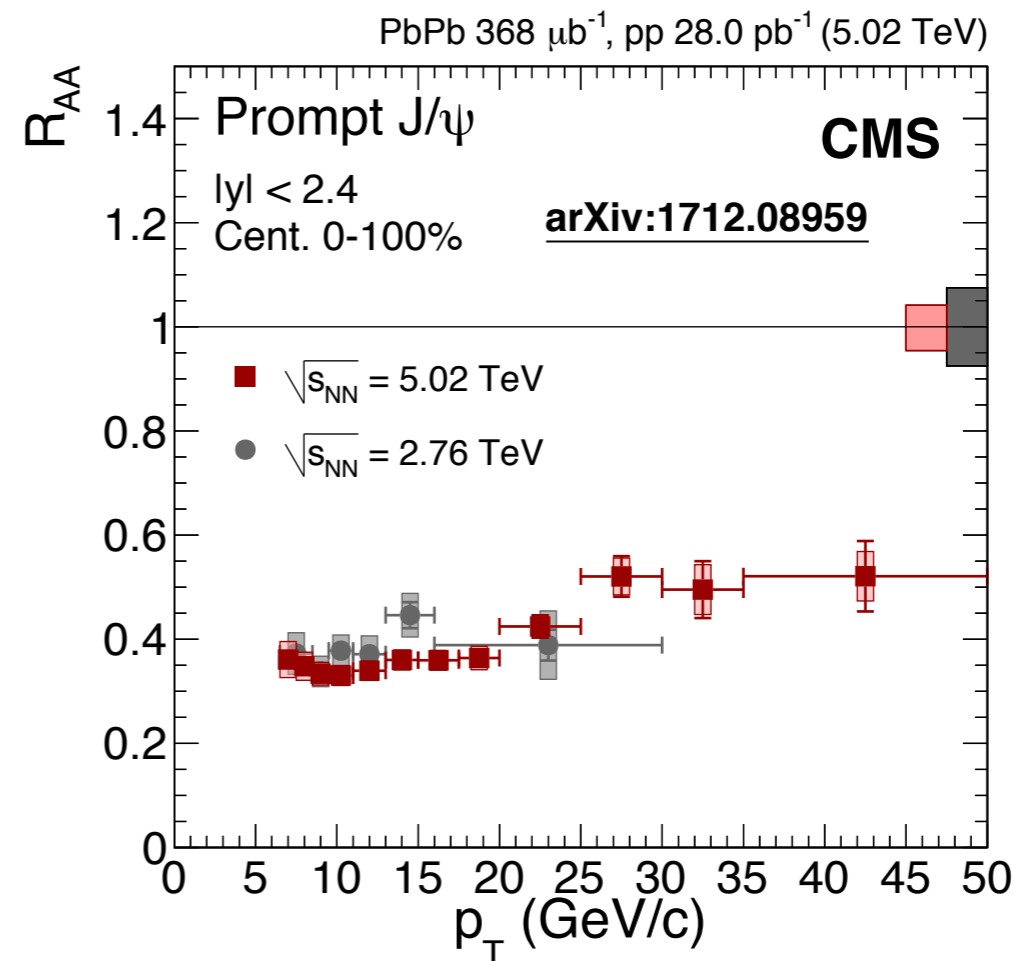 PbPb 368 μb⁻¹, pp 28.0 pb⁻¹ (5.02 TeV)
R_AA
Prompt J/ψ
CMS
|y| < 2.4
Cent. 0-100%
arXiv:1712.08959
√s_NN = 5.02 TeV
√s_NN = 2.76 TeV
1.4
1.2
1
0.8
0.6
0.4
0.2
0
0 5 10 15 20 25 30 35 40 45 50
p_T (GeV/c)